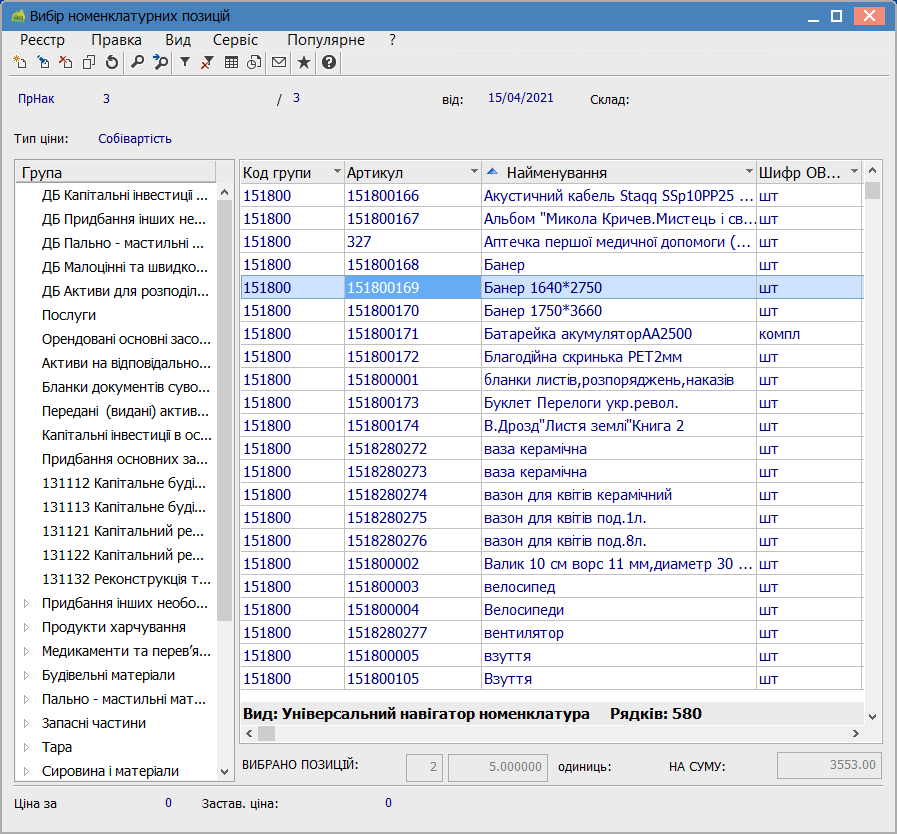 Вибір номенклатурних позицій
Реєстр Правка Вид Сервіс Популярне ?
ПрНак 3 / 3 від: 15/04/2021 Склад:
Тип ціни: Собівартість
Група
ДБ Капітальні інвестиції ...
ДБ Придбання інших не...
ДБ Пально - мастильні ...
ДБ Малоцінні та швидко...
ДБ Активи для розподіл...
Послуги
Орендовані основні засо...
Активи на відповідально...
Бланки документів суво...
Передані (видані) актив...
Капітальні інвестиції в ос...
Придбання основних за...
131112 Капітальне буді...
131113 Капітальне буді...
131121 Капітальний ре...
131122 Капітальний ре...
131132 Реконструкція т...
Придбання інших необо...
Продукти харчування
Медикаменти та перев’я...
Будівельні матеріали
Пально - мастильні мат...
Запасні частини
Тара
Сировина і матеріали
Код групи Артикул Найменування Шифр ОВ...
151800 151800166 Акустичний кабель Staqq SSp10PP25 ... шт
151800 151800167 Альбом "Микола Кричев.Мистець і св... шт
151800 327 Аптечка першої медичної допомоги (... шт
151800 151800168 Банер шт
151800 151800169 Банер 1640*2750 шт
151800 151800170 Банер 1750*3660 шт
151800 151800171 Батарейка акумуляторАА2500 компл
151800 151800172 Благодійна скринька РЕТ2мм шт
151800 151800001 бланки листів,розпоряджень,наказів шт
151800 151800173 Буклет Перелоги укр.револ. шт
151800 151800174 В.Дрозд"Листя землі"Книга 2 шт
151800 1518280272 ваза керамічна шт
151800 1518280273 ваза керамічна шт
151800 1518280274 вазон для квітів керамічний шт
151800 1518280275 вазон для квітів под.1л. шт
151800 1518280276 вазон для квітів под.8л. шт
151800 151800002 Валик 10 см ворс 11 мм,диаметр 30 ... шт
151800 151800003 велосипед шт
151800 151800004 Велосипеди шт
151800 1518280277 вентилятор шт
151800 151800005 взуття шт
151800 151800105 Взуття шт
Вид: Універсальний навігатор номенклатура Рядків: 580
ВИБРАНО ПОЗИЦІЙ: 2 5.000000 одиниць: НА СУМУ: 3553.00
Ціна за 0 Застав. ціна: 0